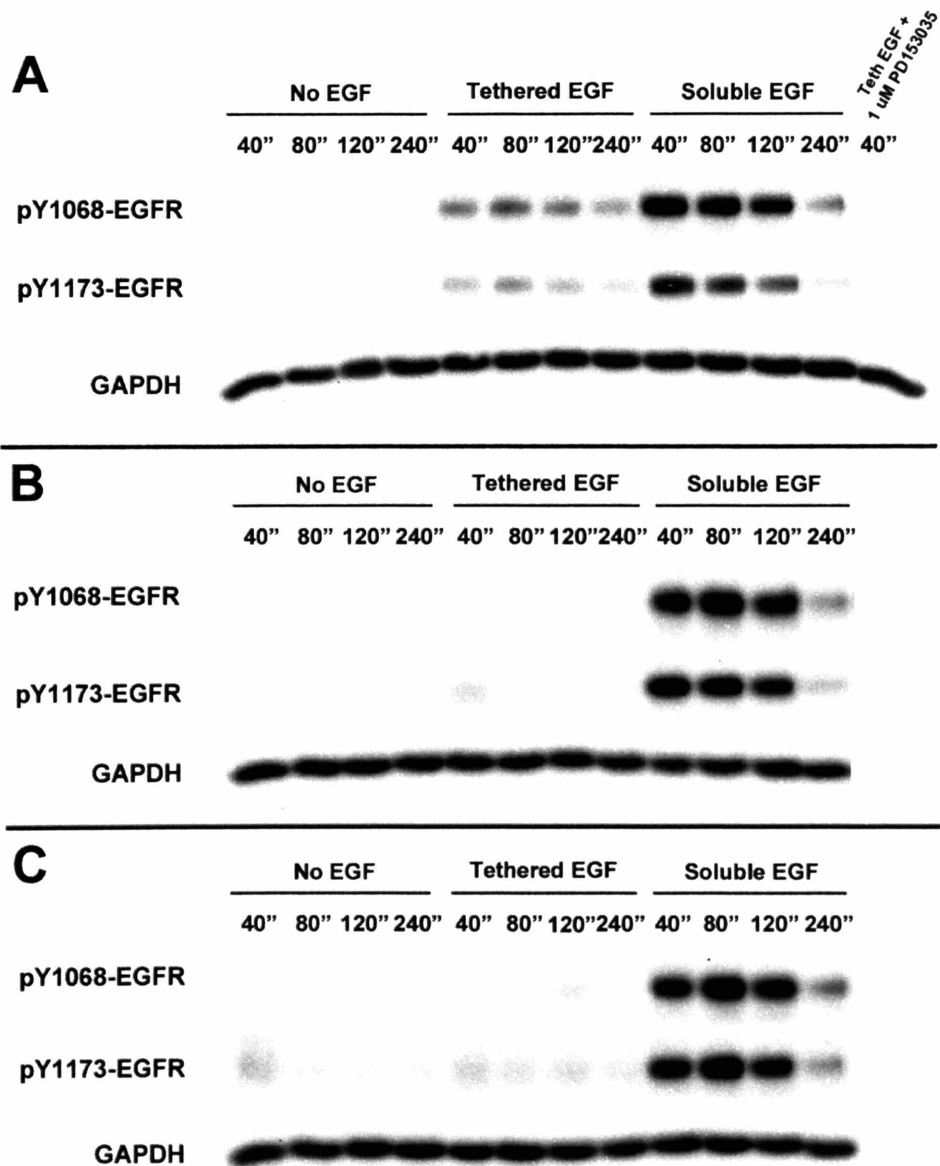 Teth EGF +
1 uM PD153035
A
No EGF Tethered EGF Soluble EGF
40” 80” 120” 240” 40” 80” 120” 240” 40” 80” 120” 240” 40”
pY1068-EGFR
pY1173-EGFR
GAPDH
B
No EGF Tethered EGF Soluble EGF
40” 80” 120” 240” 40” 80” 120” 240” 40” 80” 120” 240”
pY1068-EGFR
pY1173-EGFR
GAPDH
C
No EGF Tethered EGF Soluble EGF
40” 80” 120” 240” 40” 80” 120” 240” 40” 80” 120” 240”
pY1068-EGFR
pY1173-EGFR
GAPDH